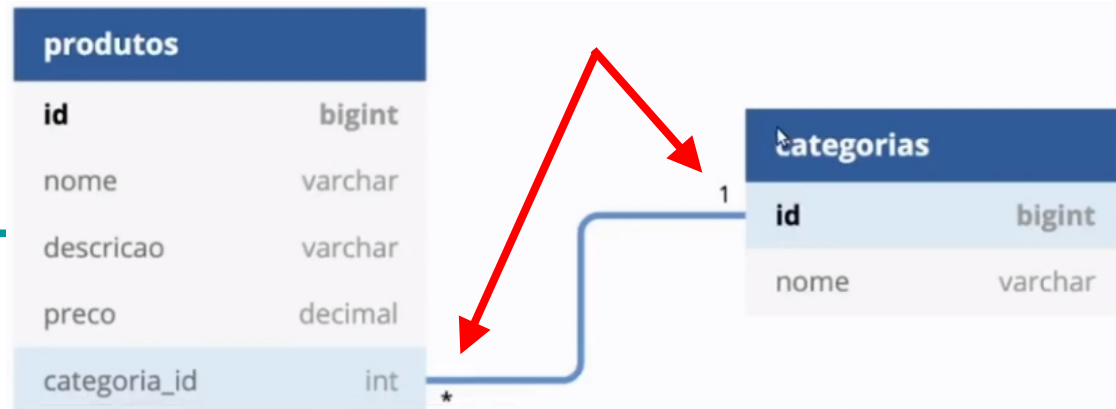 produtos
id bigint
nome varchar
descricao varchar
preco decimal
categoria_id int
*
1
categorias
id bigint
nome varchar